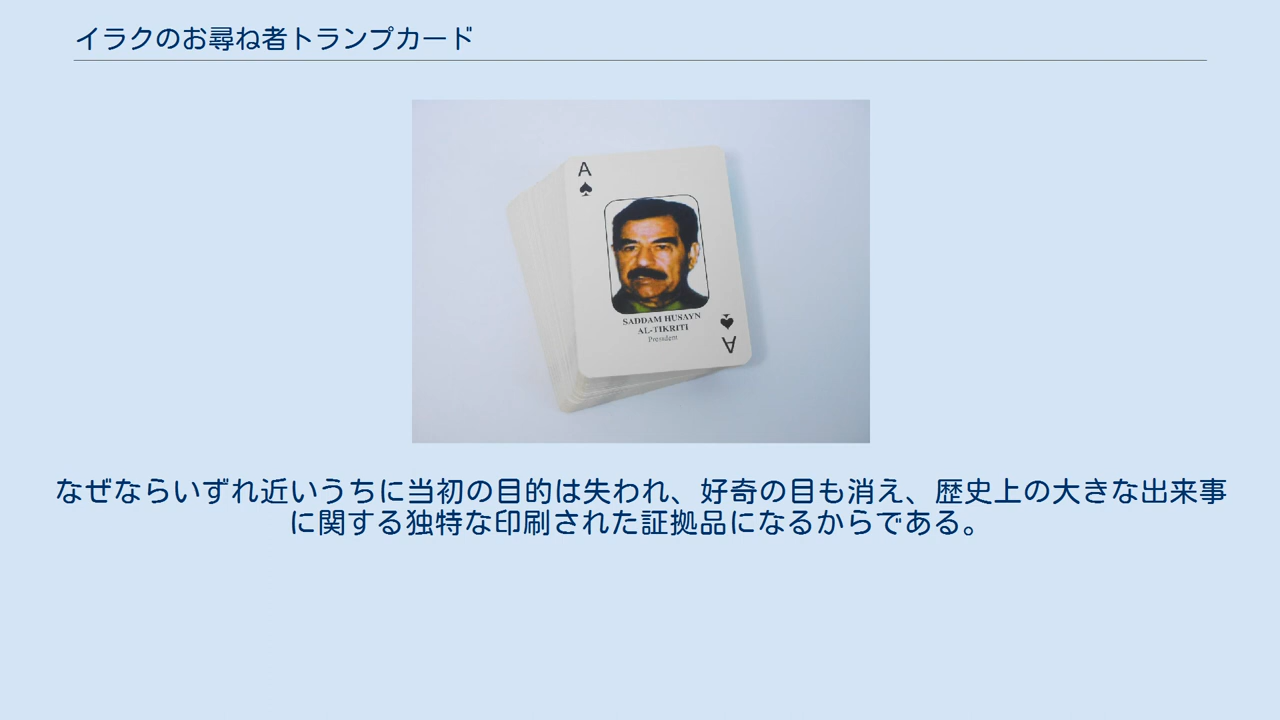 イラクのお尋ね者トランプカード
A
SADDAM HUSAYN
AL-TIKRITI
President
A
なぜならいずれ近いうちに当初の目的は失われ、好奇の目も消え、歴史上の大きな出来事
に関する独特な印刷された証拠品になるからである。